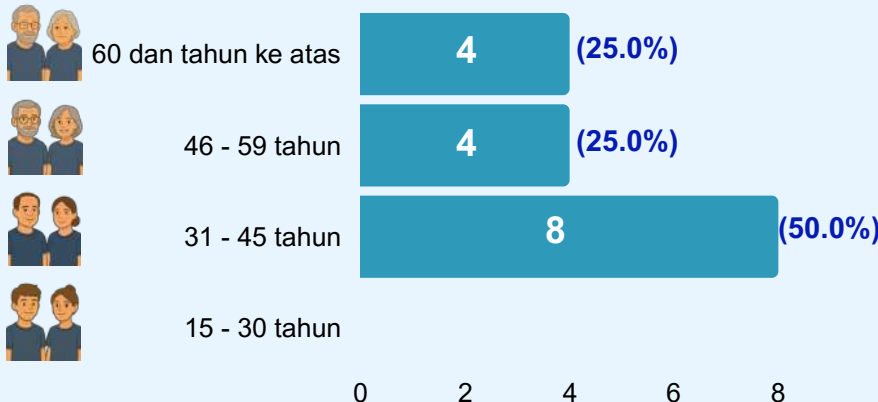 60 dan tahun ke atas 4 (25.0%)
46 - 59 tahun 4 (25.0%)
31 - 45 tahun 8 (50.0%)
15 - 30 tahun
0 2 4 6 8